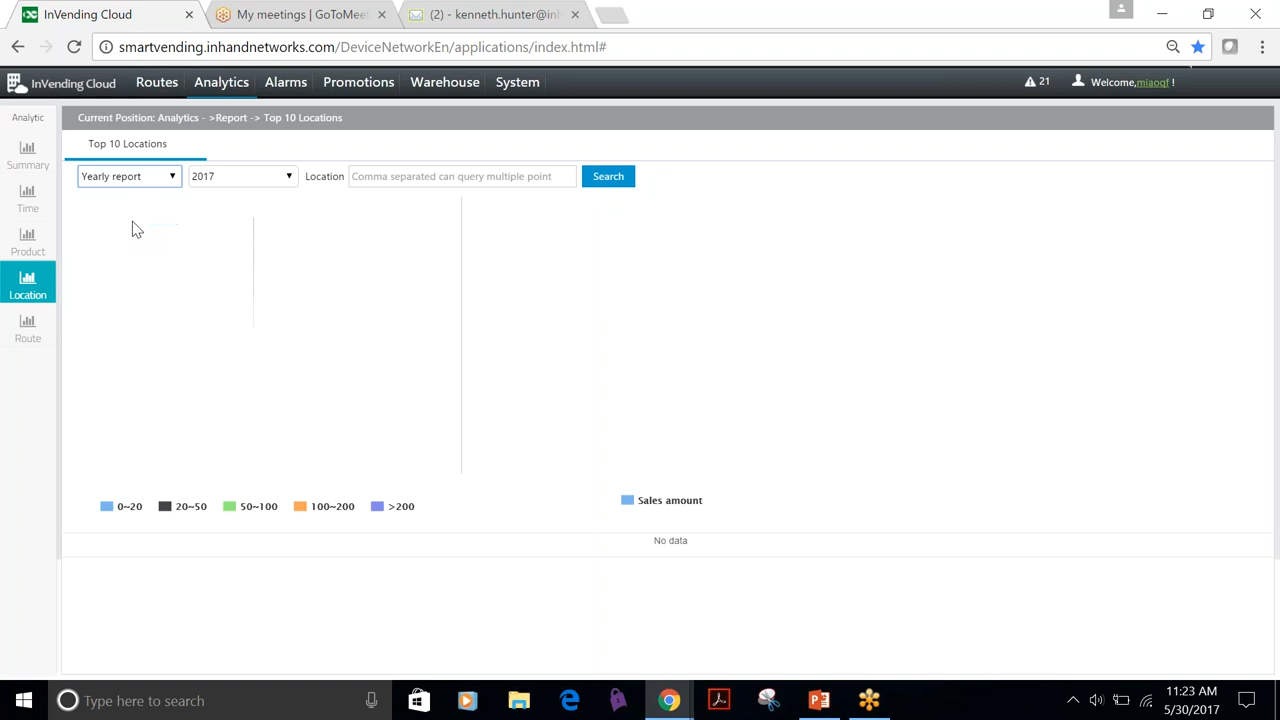 InVending Cloud
My meetings | GoToMeet
(2) - kenneth.hunter@inh
smartvending.inhandnetworks.com/DeviceNetworkEn/applications/index.html#
InVending Cloud
Routes
Analytics
Alarms
Promotions
Warehouse
System
21
Welcome,miaoqf !
Analytic
Summary
Time
Product
Location
Route
Current Position: Analytics - >Report -> Top 10 Locations
Top 10 Locations
Yearly report
2017
Location
Comma separated can query multiple point
Search
0~20
20~50
50~100
100~200
>200
Sales amount
No data
Type here to search
11:23 AM
5/30/2017